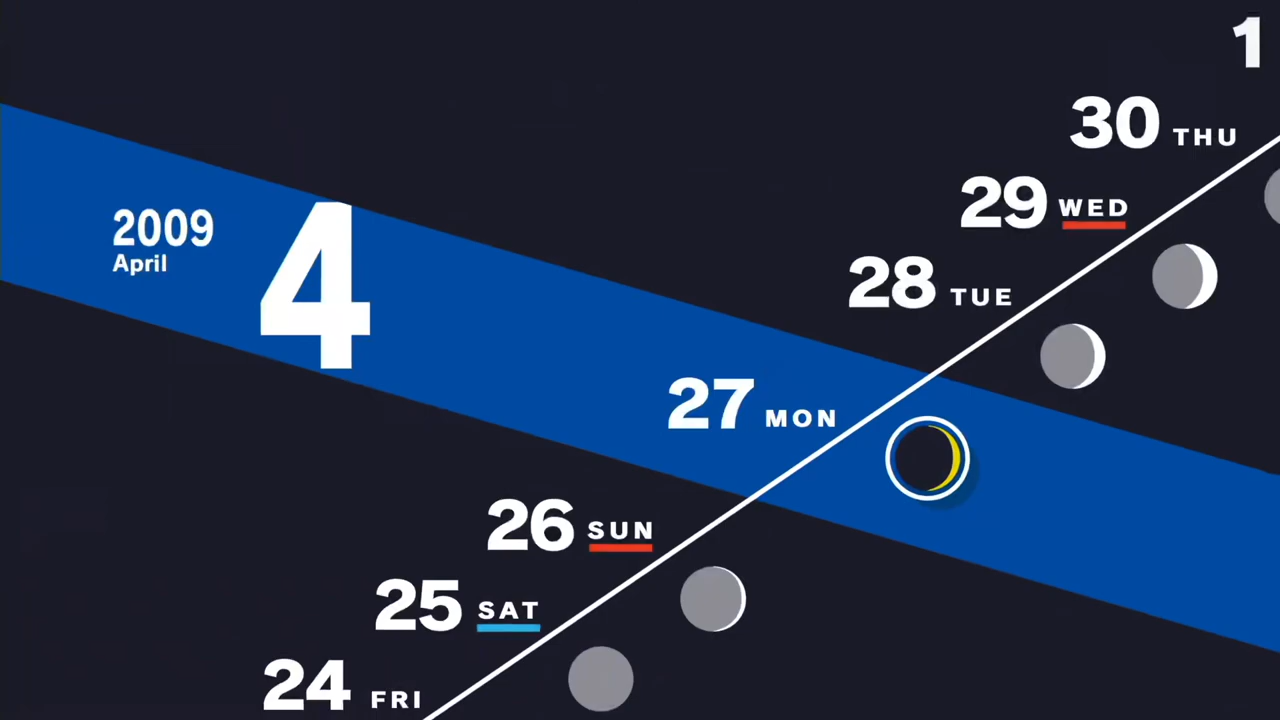 1
30 THU
29 WED
2009
April
4
28 TUE
27 MON
26 SUN
25 SAT
24 FRI